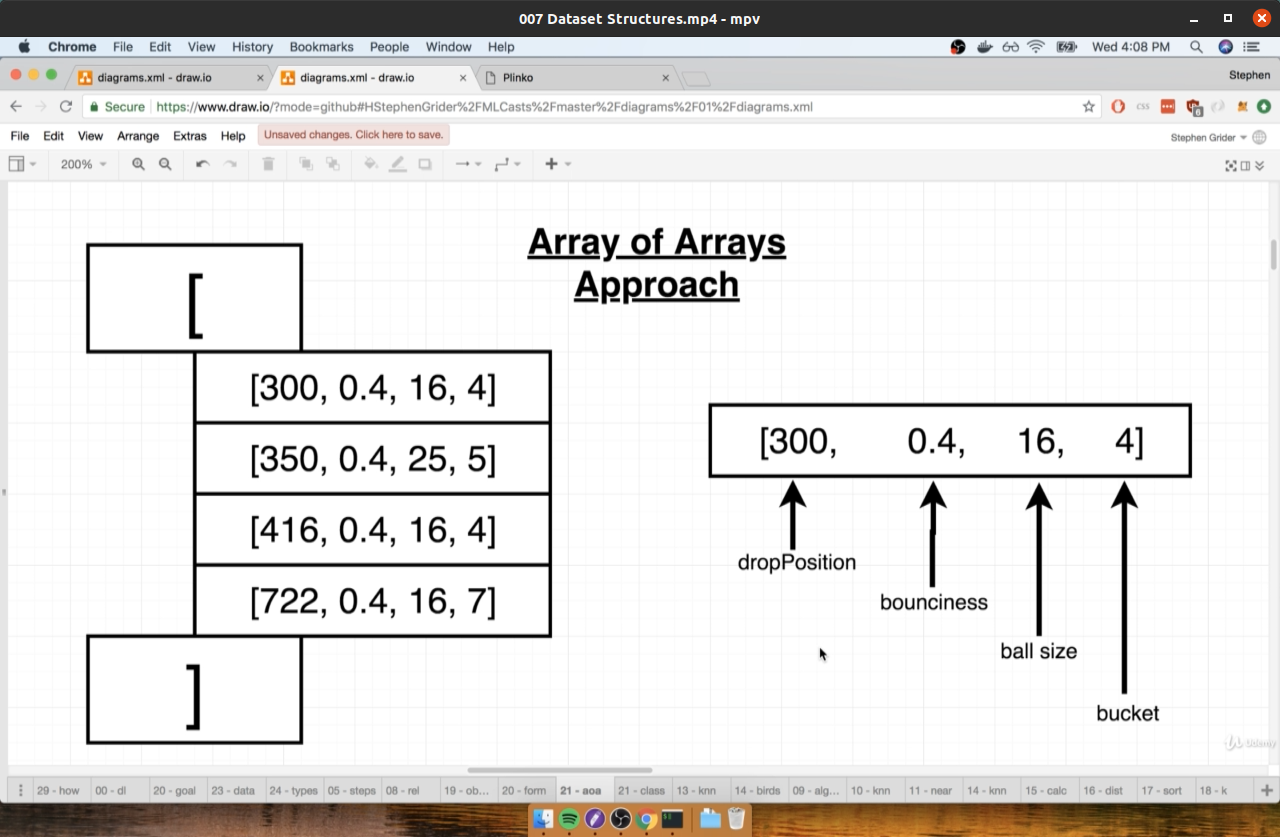 007 Dataset Structures.mp4 - mpv
Chrome File Edit View History Bookmarks People Window Help Wed 4:08 PM
diagrams.xml - draw.io diagrams.xml - draw.io Plinko Stephen
Secure https://www.draw.io/?mode=github#HStephenGrider%2FMLCasts%2Fmaster%2Fdiagrams%2F01%2Fdiagrams.xml
File Edit View Arrange Extras Help Unsaved changes. Click here to save. Stephen Grider
200%
Array of Arrays
Approach
[
[300, 0.4, 16, 4]
[350, 0.4, 25, 5]
[416, 0.4, 16, 4]
[722, 0.4, 16, 7]
]
[300, 0.4, 16, 4]
dropPosition
bounciness
ball size
bucket
Udemy
29 - how 00 - dl 20 - goal 23 - data 24 - types 05 - steps 08 - rel 19 - ob... 20 - form 21 - aoa 21 - class 13 - knn 14 - birds 09 - alg... 10 - knn 11 - near 14 - knn 15 - calc 16 - dist 17 - sort 18 - k